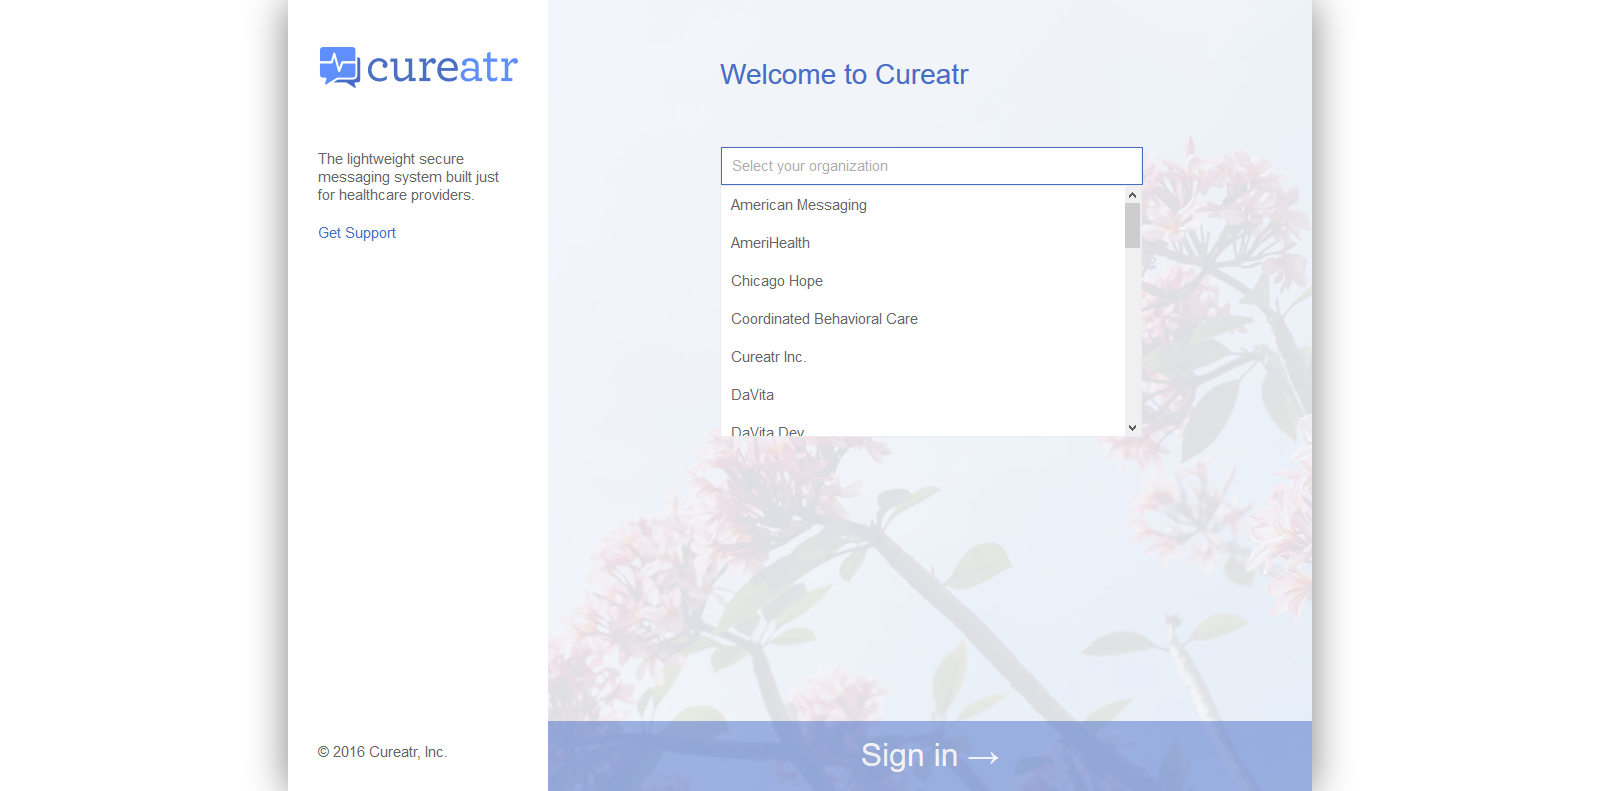 cureatr
The lightweight secure
messaging system built just
for healthcare providers.
Get Support
© 2016 Cureatr, Inc.
Welcome to Cureatr
Select your organization
American Messaging
AmeriHealth
Chicago Hope
Coordinated Behavioral Care
Cureatr Inc.
DaVita
DaVita Dev
Sign in →